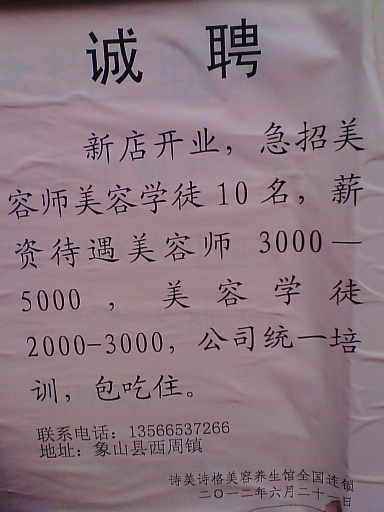 诚 聘
新店开业，急招美
容师美容学徒 10 名，薪
资待遇美容师 3000—
5000 ， 美 容 学 徒
2000-3000，公司统一培
训，包吃住。
联系电话：13566537266
地址：象山县西周镇
诗美诗格美容养生馆全国连锁
二〇一二年六月二十一日